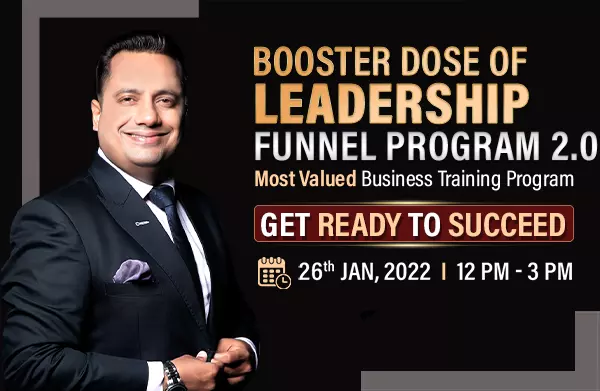 BOOSTER DOSE OF
LEADERSHIP
FUNNEL PROGRAM 2.0
Most Valued Business Training Program
GET READY TO SUCCEED
26th JAN, 2022 I 12 PM - 3 PM